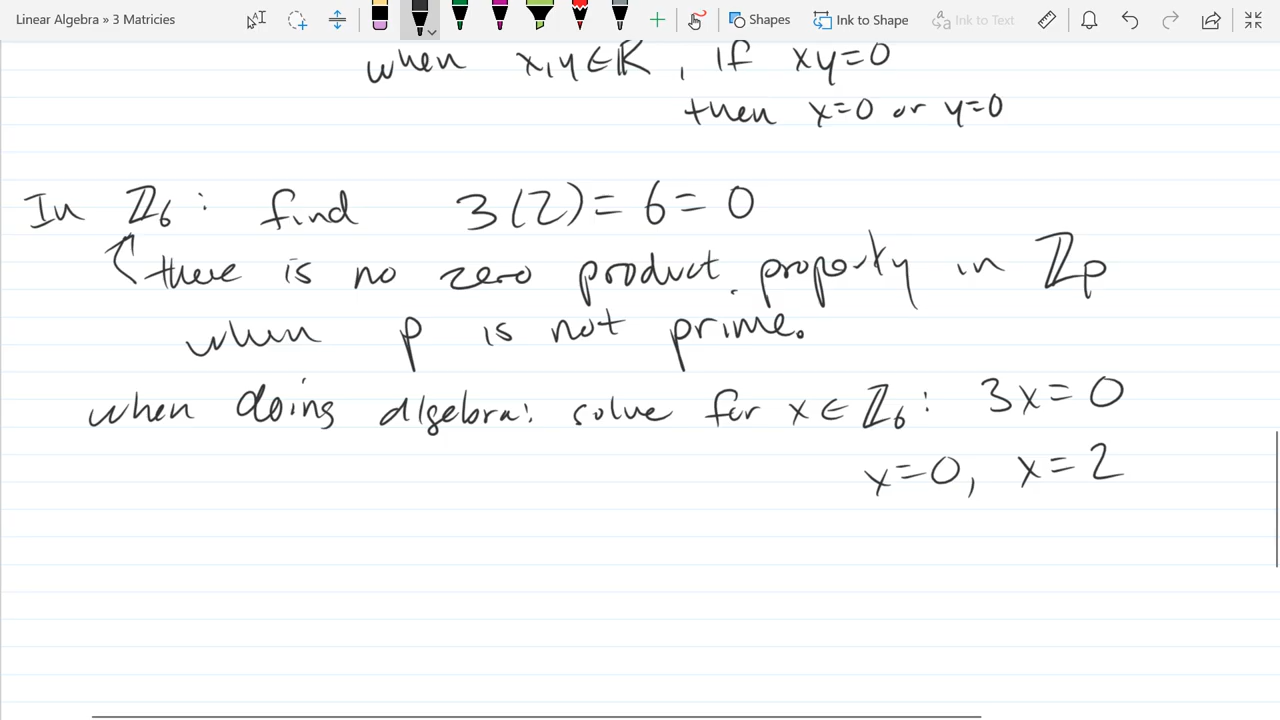 Linear Algebra » 3 Matricies
Shapes
Ink to Shape
Ink to Text
when x,y∈K, if xy=0
then x=0 or y=0
In ℤ₆: find 3(2)=6=0
there is no zero product property in ℤₚ
when p is not prime.
when doing algebra: solve for x∈ℤ₆: 3x=0
x=0, x=2